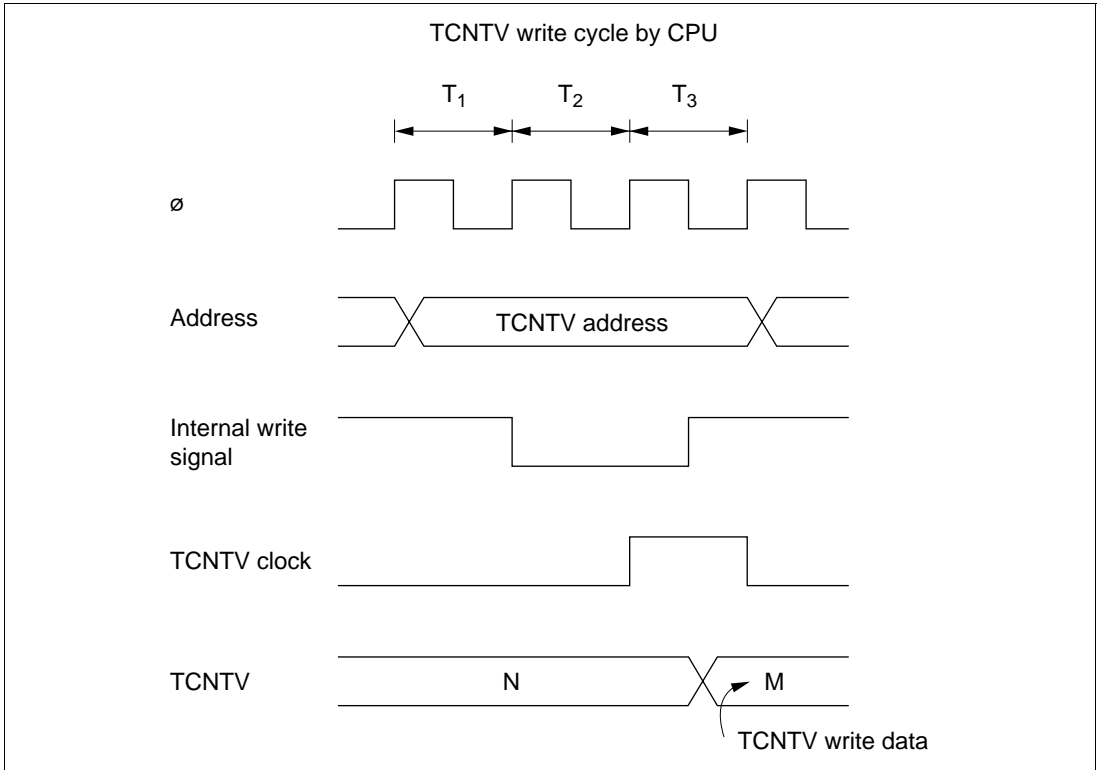 TCNTV write cycle by CPU
T₁ T₂ T₃
ø
Address
TCNTV address
Internal write
signal
TCNTV clock
TCNTV
N
M
TCNTV write data